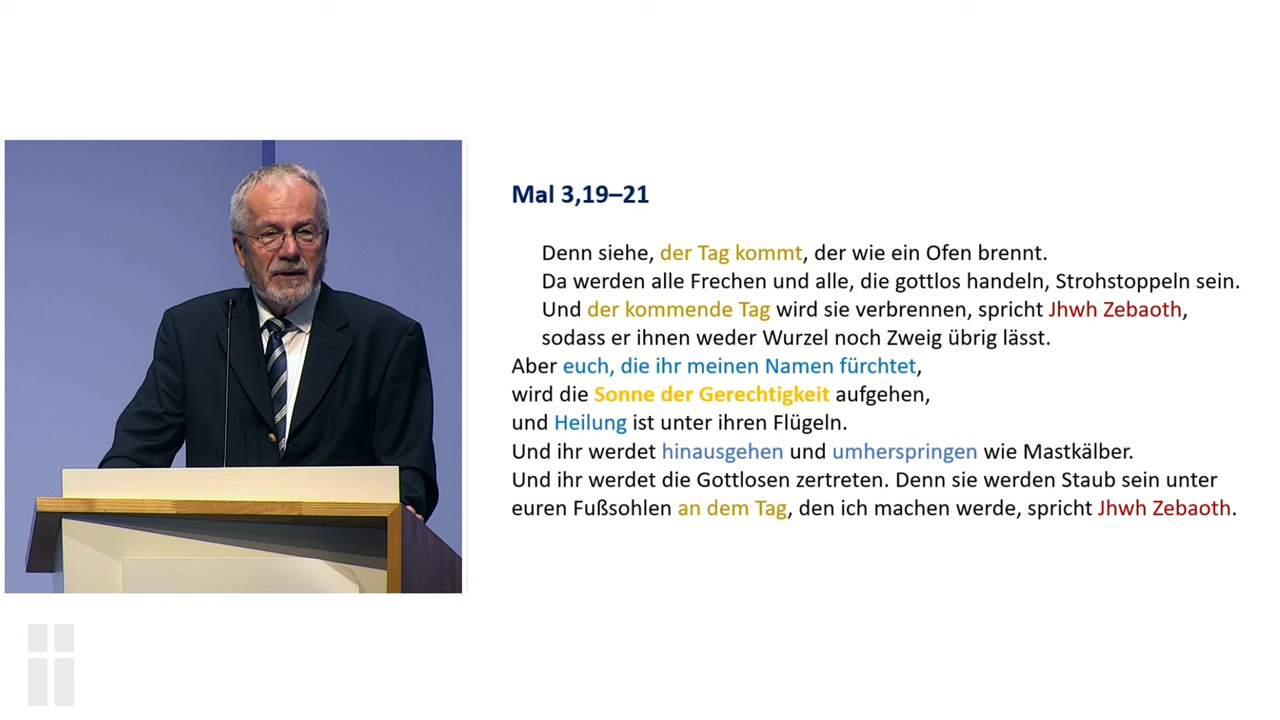 Mal 3,19–21
Denn siehe, der Tag kommt, der wie ein Ofen brennt.
Da werden alle Frechen und alle, die gottlos handeln, Strohstoppeln sein.
Und der kommende Tag wird sie verbrennen, spricht Jhwh Zebaoth,
sodass er ihnen weder Wurzel noch Zweig übrig lässt.
Aber euch, die ihr meinen Namen fürchtet,
wird die Sonne der Gerechtigkeit aufgehen,
und Heilung ist unter ihren Flügeln.
Und ihr werdet hinausgehen und umherspringen wie Mastkälber.
Und ihr werdet die Gottlosen zertreten. Denn sie werden Staub sein unter
euren Fußsohlen an dem Tag, den ich machen werde, spricht Jhwh Zebaoth.